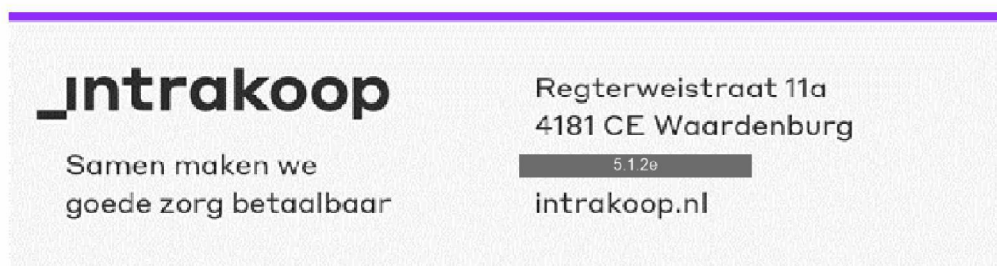 _intrakoop
Samen maken we
goede zorg betaalbaar
Regterweistraat 11a
4181 CE Waardenburg
5.1.2e
intrakoop.nl